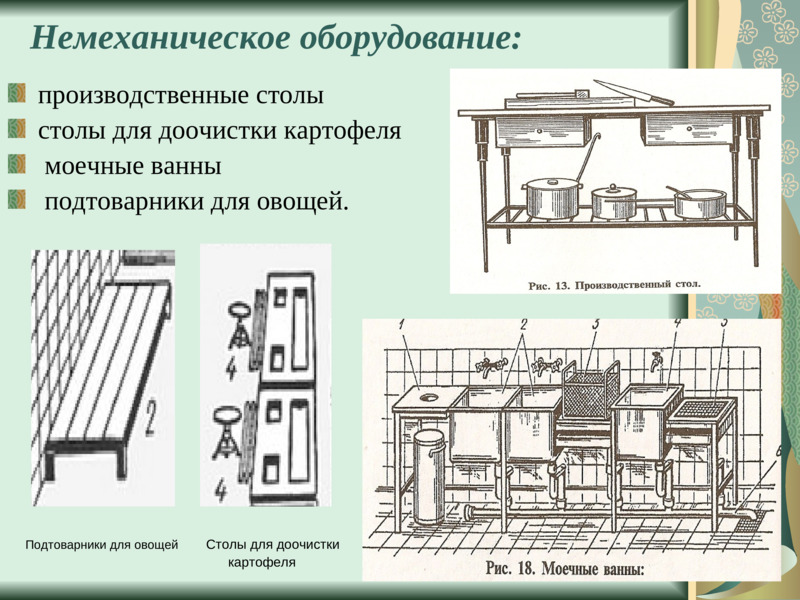 Немеханическое оборудование:
производственные столы
столы для доочистки картофеля
моечные ванны
подтоварники для овощей.
Рис. 13. Производственный стол.
2
4
4
1 2 3 4 5
6
Рис. 18. Моечные ванны:
Подтоварники для овощей
Столы для доочистки
картофеля